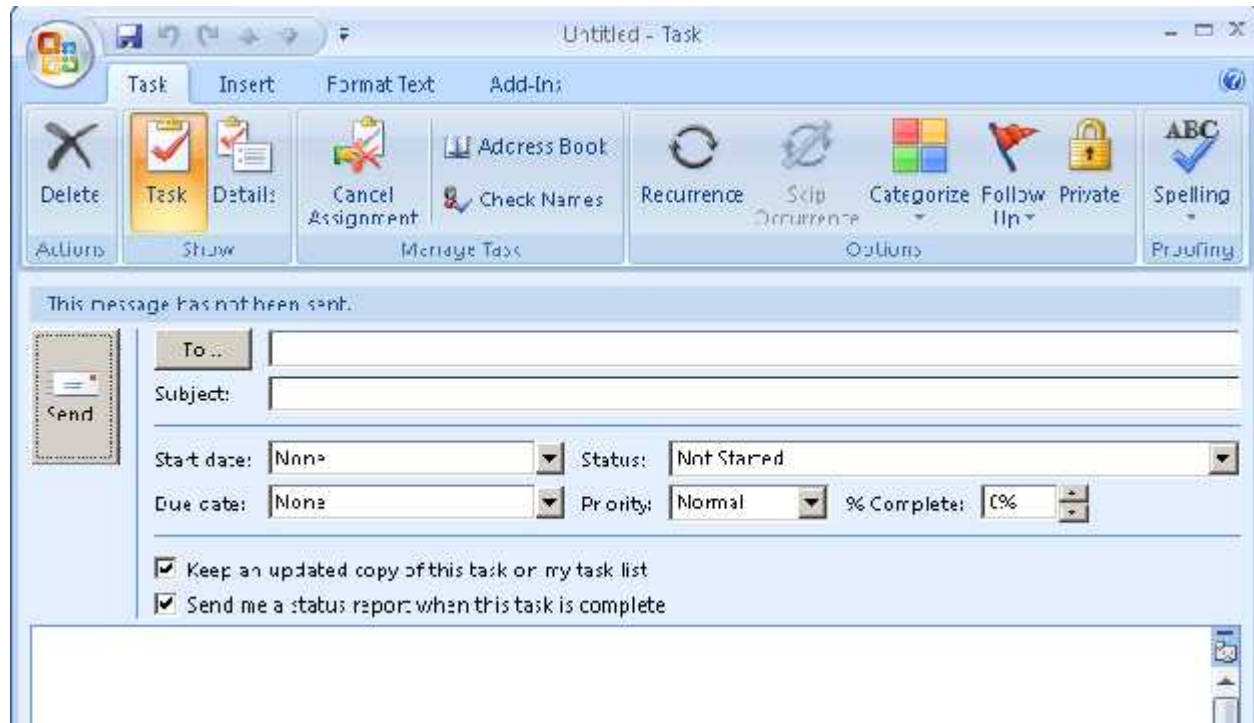 Untitled - Task
Task Insert Format Text Add-Ins
Delete Task Details Cancel Assignment Address Book Check Names Recurrence Skip Occurrence Categorize Follow Up Private ABC Spelling
Actions Show Manage Task Options Proofing
This message has not been sent.
Send
To...
Subject:
Start date: None Status: Not Started
Due date: None Priority: Normal % Complete: 0%
Keep an updated copy of this task on my task list
Send me a status report when this task is complete